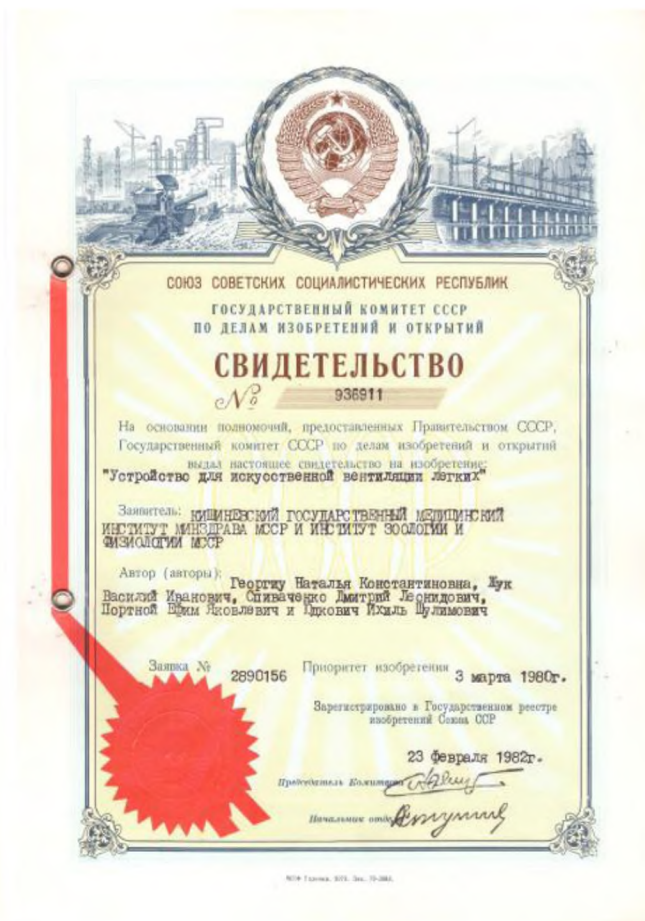 СОЮЗ СОВЕТСКИХ СОЦИАЛИСТИЧЕСКИХ РЕСПУБЛИК
ГОСУДАРСТВЕННЫЙ КОМИТЕТ СССР
ПО ДЕЛАМ ИЗОБРЕТЕНИЙ И ОТКРЫТИЙ
СВИДЕТЕЛЬСТВО
№ 936911
На основании полномочий, предоставленных Правительством СССР,
Государственный комитет СССР по делам изобретений и открытий
выдал настоящее свидетельство на изобретение:
"Устройство для искусственной вентиляции легких"
Заявитель: КИШИНЕВСКИЙ ГОСУДАРСТВЕННЫЙ МЕДИЦИНСКИЙ
ИНСТИТУТ МИНЗДРАВА МССР И ИНСТИТУТ ЗООЛОГИИ И
ФИЗИОЛОГИИ МССР
Автор (авторы): Георгиу Наталья Константиновна, Жук
Василий Иванович, Спиваченко Дмитрий Леонидович,
Портной Ефим Яковлевич и Юдкович Ихиль Шулимович
Заявка № 2890156 Приоритет изобретения 3 марта 1980г.
Зарегистрировано в Государственном реестре
изобретений Союза ССР
23 февраля 1982г.
Председатель Комитета
Начальник отдела